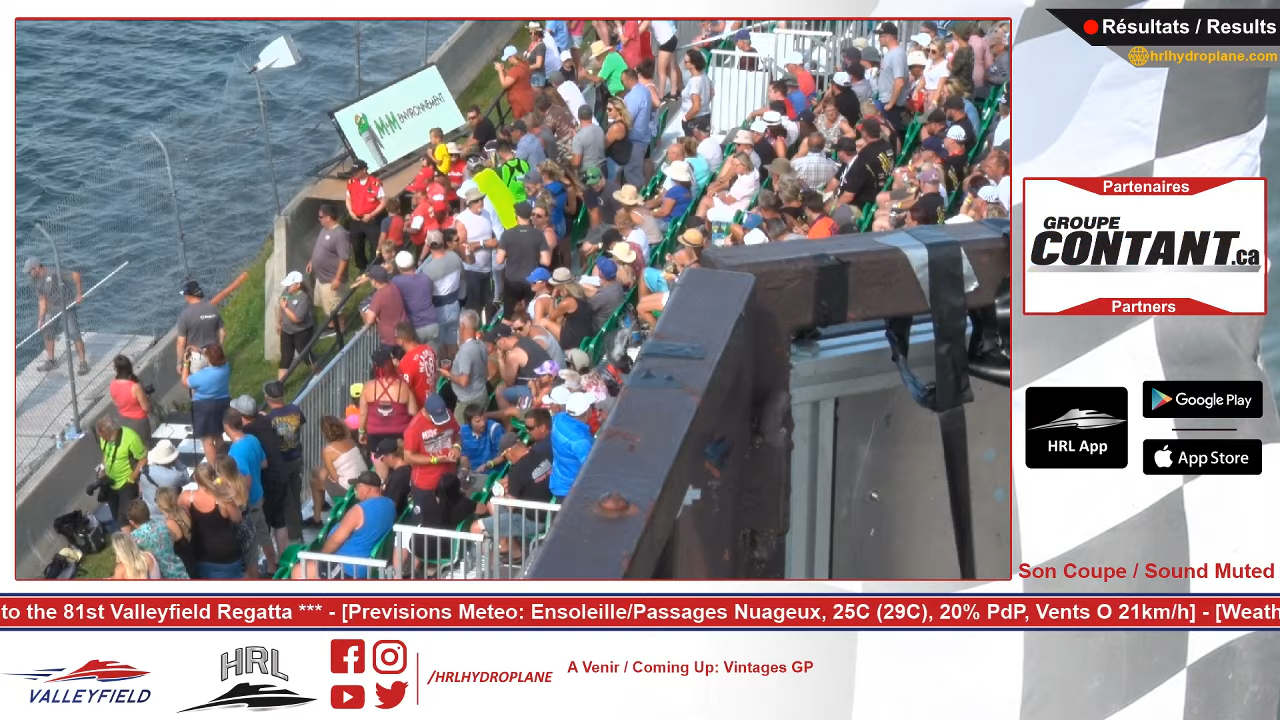 Résultats / Results
hrlhydroplane.com
M&M ENVIRONNEMENT
Partenaires
GROUPE
CONTANT.ca
Partners
HRL App
Google Play
App Store
Son Coupe / Sound Muted
to the 81st Valleyfield Regatta *** - [Previsions Meteo: Ensoleille/Passages Nuageux, 25C (29C), 20% PdP, Vents O 21km/h] - [Weath
VALLEYFIELD
HRL
/HRLHYDROPLANE
A Venir / Coming Up: Vintages GP